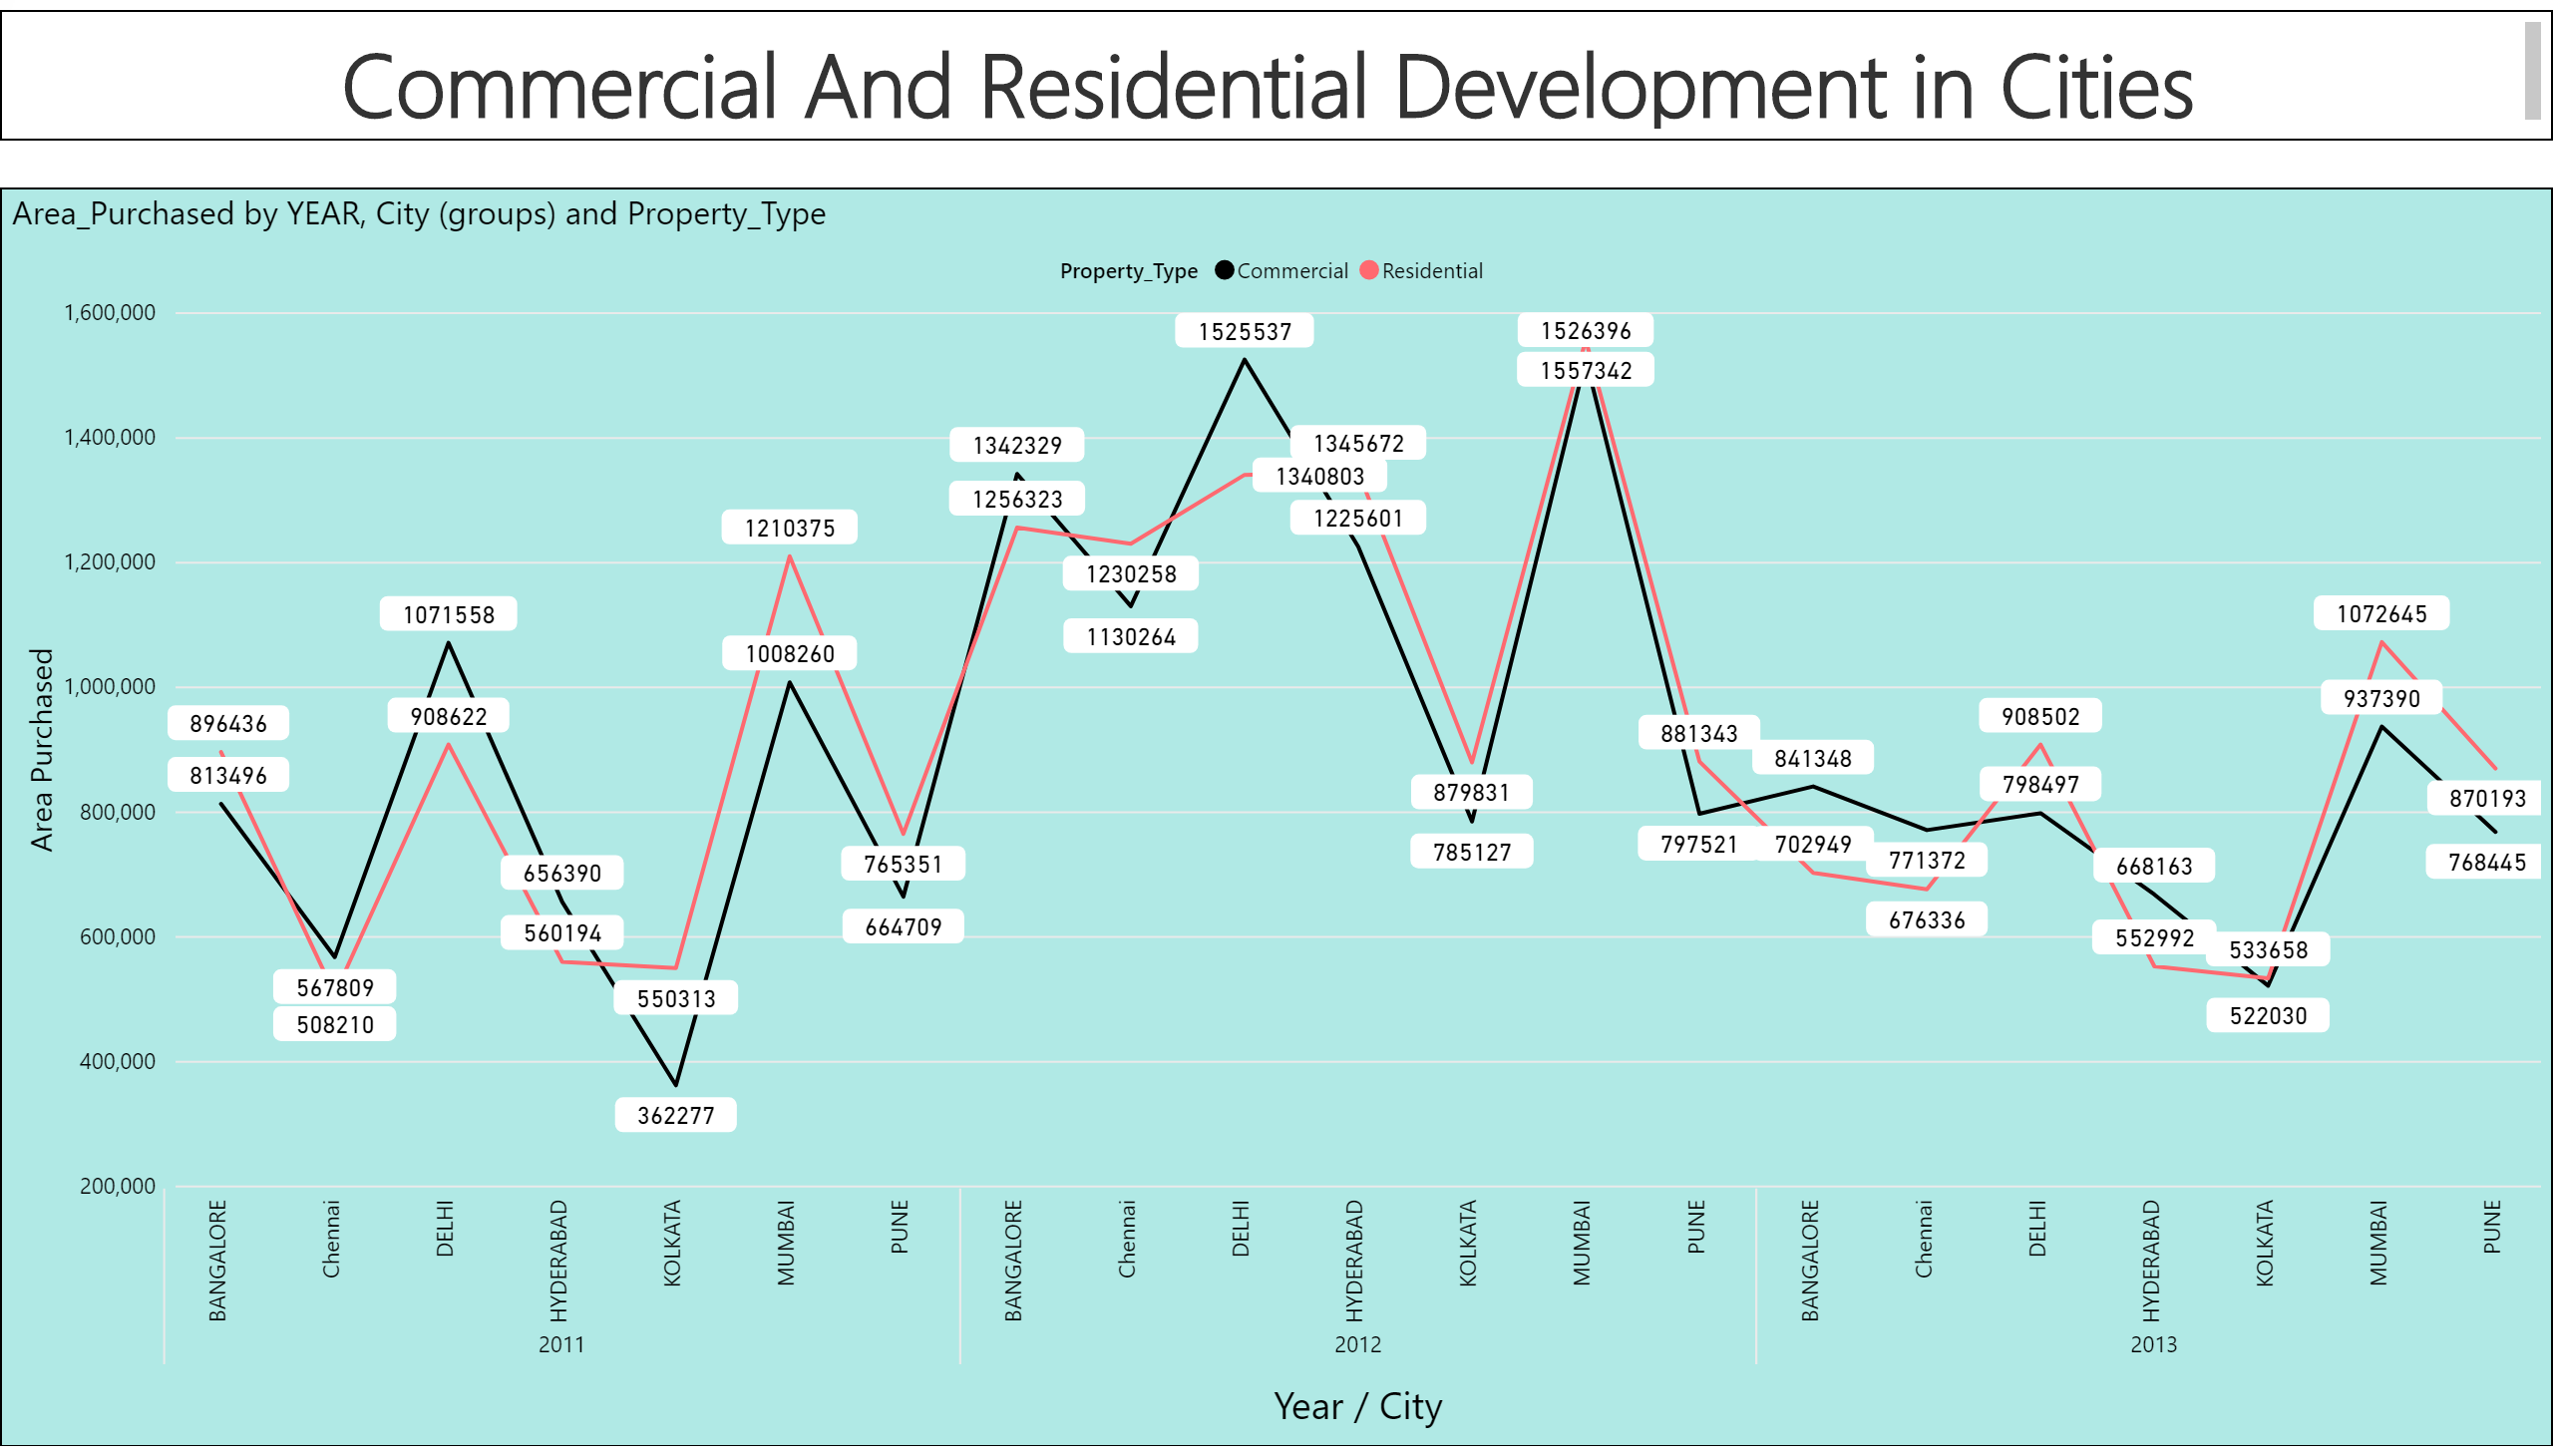 Commercial And Residential Development in Cities
Area_Purchased by YEAR, City (groups) and Property_Type
Property_Type Commercial Residential
Area Purchased
1,600,000
1,400,000
1,200,000
1,000,000
800,000
600,000
400,000
200,000
896436
813496
567809
508210
1071558
908622
656390
560194
550313
362277
1210375
1008260
765351
664709
1342329
1256323
1230258
1130264
1525537
1345672
1340803
1225601
879831
785127
1526396
1557342
881343
797521
841348
702949
771372
676336
908502
798497
668163
552992
533658
522030
1072645
937390
870193
768445
BANGALORE
Chennai
DELHI
HYDERABAD
KOLKATA
MUMBAI
PUNE
BANGALORE
Chennai
DELHI
HYDERABAD
KOLKATA
MUMBAI
PUNE
BANGALORE
Chennai
DELHI
HYDERABAD
KOLKATA
MUMBAI
PUNE
2011
2012
2013
Year / City